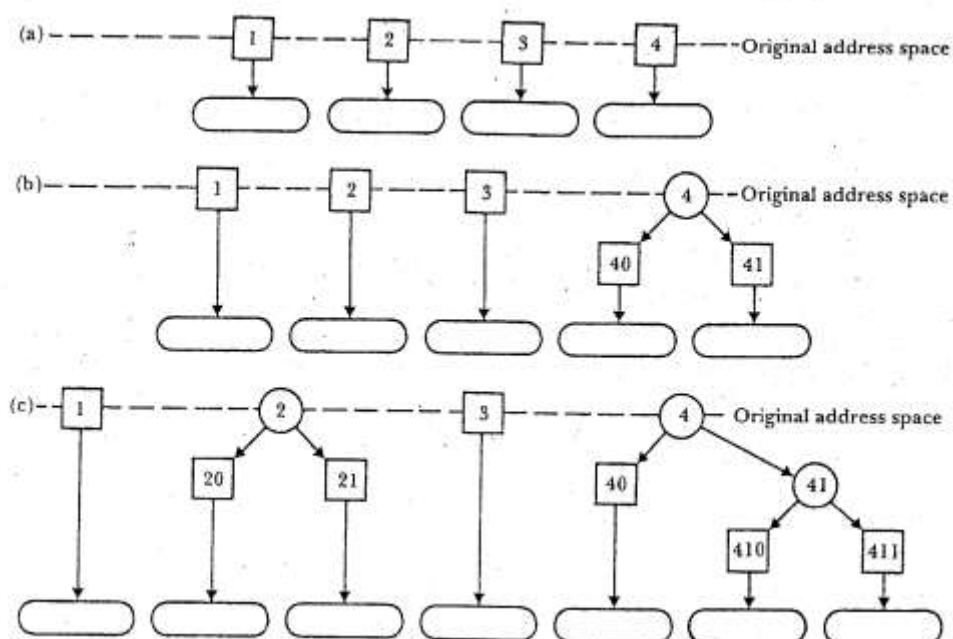 (a) 1 2 3 4 Original address space
(b) 1 2 3 4 Original address space
40 41
(c) 1 2 3 4 Original address space
20 21 40 41
410 411